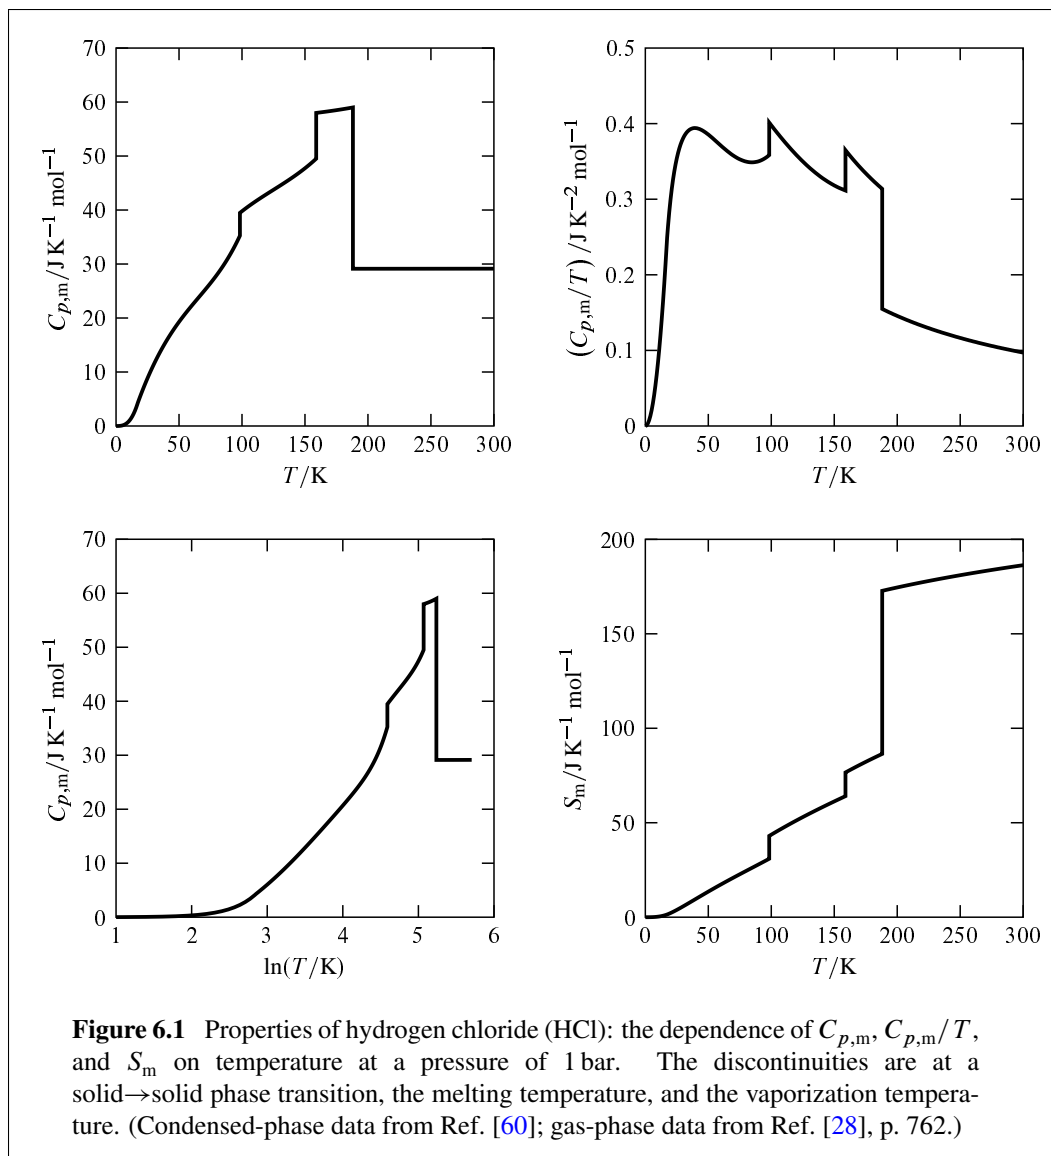 70
60
50
40
30
20
10
0
C_{p,m}/J K^{−1} mol^{−1}
0 50 100 150 200 250 300
T/K
0.5
0.4
0.3
0.2
0.1
0
(C_{p,m}/T)/J K^{−2} mol^{−1}
0 50 100 150 200 250 300
T/K
70
60
50
40
30
20
10
0
C_{p,m}/J K^{−1} mol^{−1}
1 2 3 4 5 6
ln(T/K)
200
150
100
50
0
S_m/J K^{−1} mol^{−1}
0 50 100 150 200 250 300
T/K
Figure 6.1 Properties of hydrogen chloride (HCl): the dependence of C_{p,m}, C_{p,m}/T,
and S_m on temperature at a pressure of 1 bar. The discontinuities are at a
solid→solid phase transition, the melting temperature, and the vaporization tempera-
ture. (Condensed-phase data from Ref. [60]; gas-phase data from Ref. [28], p. 762.)